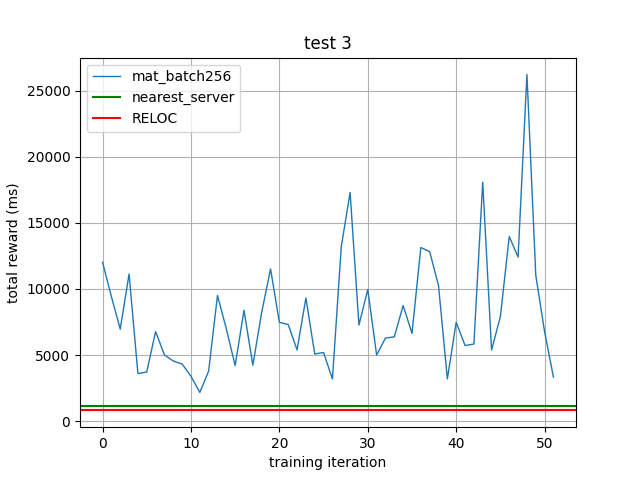 test 3
mat_batch256
nearest_server
RELOC
25000
20000
15000
10000
5000
0
total reward (ms)
0 10 20 30 40 50
training iteration